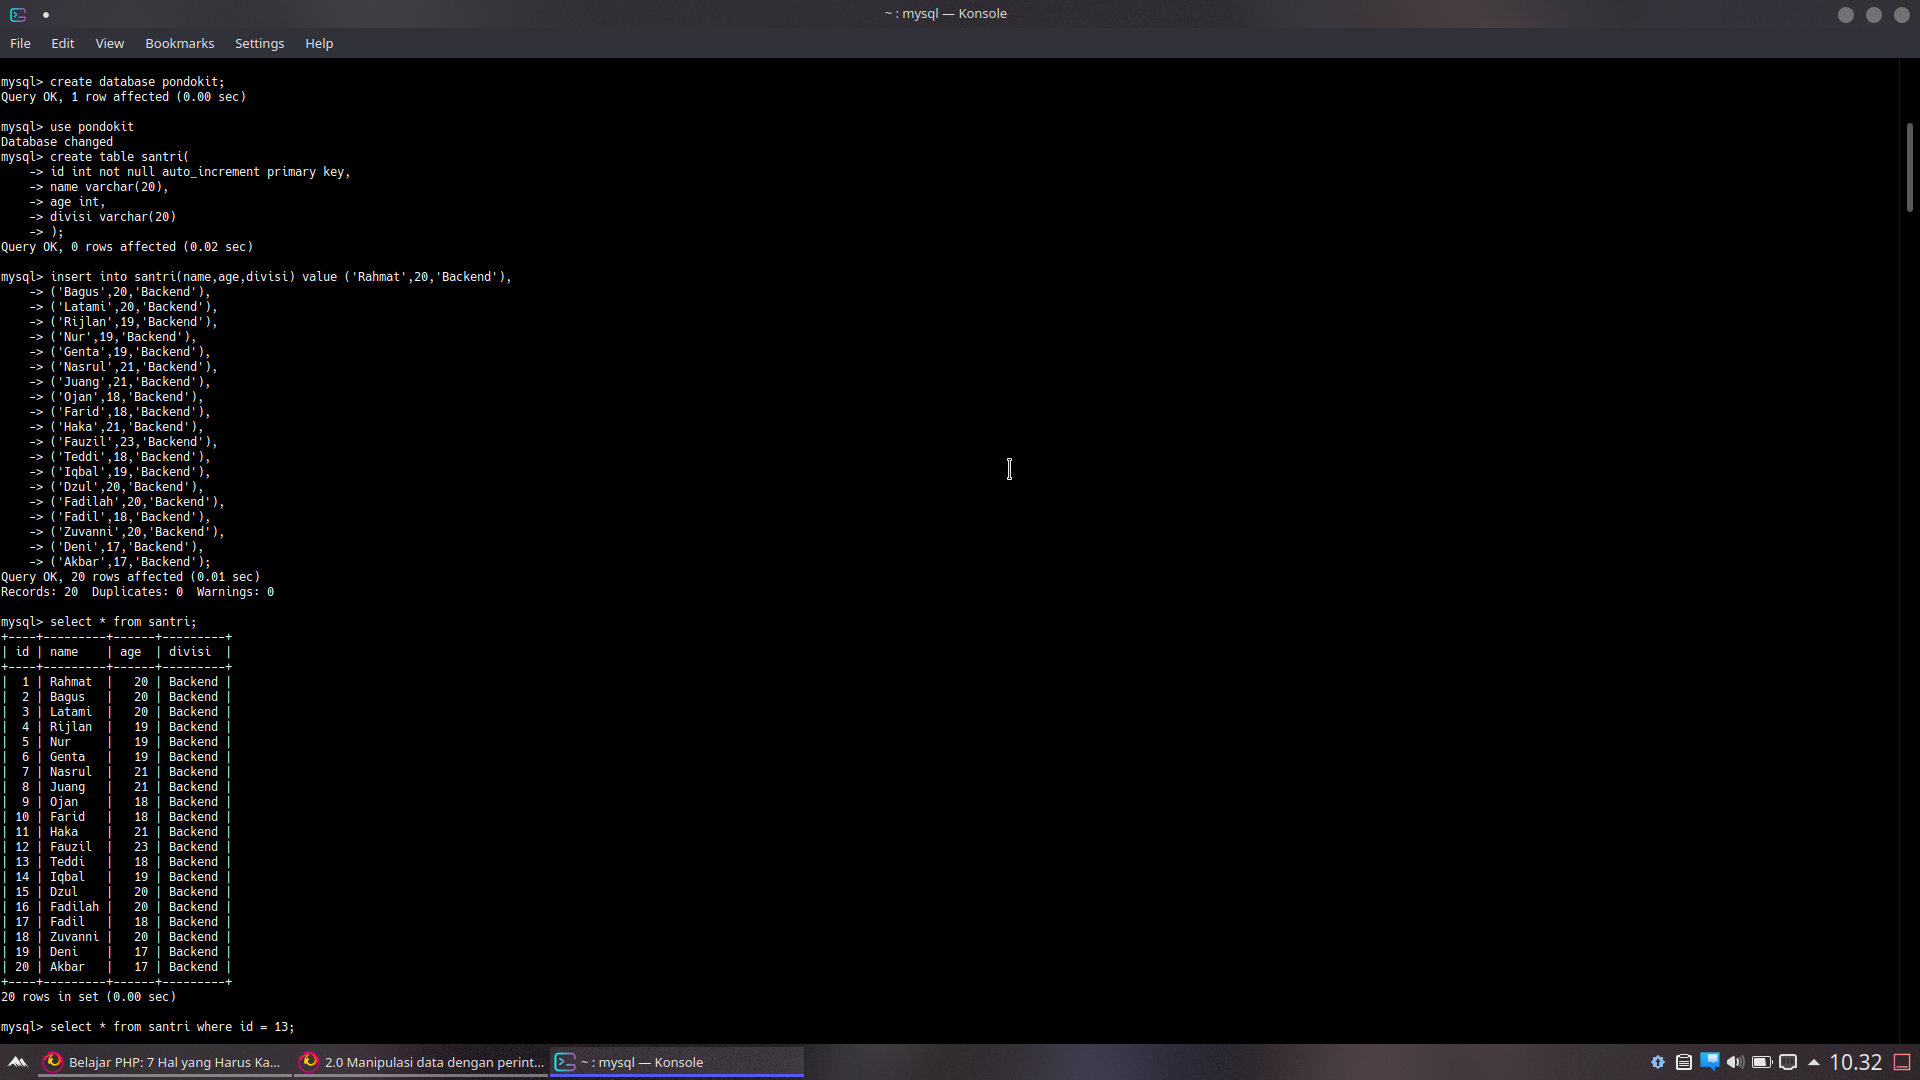 ~ : mysql — Konsole
File Edit View Bookmarks Settings Help
mysql> create database pondokit;
Query OK, 1 row affected (0.00 sec)
mysql> use pondokit
Database changed
mysql> create table santri(
    -> id int not null auto_increment primary key,
    -> name varchar(20),
    -> age int,
    -> divisi varchar(20)
    -> );
Query OK, 0 rows affected (0.02 sec)
mysql> insert into santri(name,age,divisi) value ('Rahmat',20,'Backend'),
    -> ('Bagus',20,'Backend'),
    -> ('Latami',20,'Backend'),
    -> ('Rijlan',19,'Backend'),
    -> ('Nur',19,'Backend'),
    -> ('Genta',19,'Backend'),
    -> ('Nasrul',21,'Backend'),
    -> ('Juang',21,'Backend'),
    -> ('Ojan',18,'Backend'),
    -> ('Farid',18,'Backend'),
    -> ('Haka',21,'Backend'),
    -> ('Fauzil',23,'Backend'),
    -> ('Teddi',18,'Backend'),
    -> ('Iqbal',19,'Backend'),
    -> ('Dzul',20,'Backend'),
    -> ('Fadilah',20,'Backend'),
    -> ('Fadil',18,'Backend'),
    -> ('Zuvanni',20,'Backend'),
    -> ('Deni',17,'Backend'),
    -> ('Akbar',17,'Backend');
Query OK, 20 rows affected (0.01 sec)
Records: 20  Duplicates: 0  Warnings: 0
mysql> select * from santri;
+----+---------+------+---------+
| id | name    | age  | divisi  |
+----+---------+------+---------+
|  1 | Rahmat  |   20 | Backend |
|  2 | Bagus   |   20 | Backend |
|  3 | Latami  |   20 | Backend |
|  4 | Rijlan  |   19 | Backend |
|  5 | Nur     |   19 | Backend |
|  6 | Genta   |   19 | Backend |
|  7 | Nasrul  |   21 | Backend |
|  8 | Juang   |   21 | Backend |
|  9 | Ojan    |   18 | Backend |
| 10 | Farid   |   18 | Backend |
| 11 | Haka    |   21 | Backend |
| 12 | Fauzil  |   23 | Backend |
| 13 | Teddi   |   18 | Backend |
| 14 | Iqbal   |   19 | Backend |
| 15 | Dzul    |   20 | Backend |
| 16 | Fadilah |   20 | Backend |
| 17 | Fadil   |   18 | Backend |
| 18 | Zuvanni |   20 | Backend |
| 19 | Deni    |   17 | Backend |
| 20 | Akbar   |   17 | Backend |
+----+---------+------+---------+
20 rows in set (0.00 sec)
mysql> select * from santri where id = 13;
Belajar PHP: 7 Hal yang Harus Ka... 2.0 Manipulasi data dengan perint... ~ : mysql — Konsole 10.32